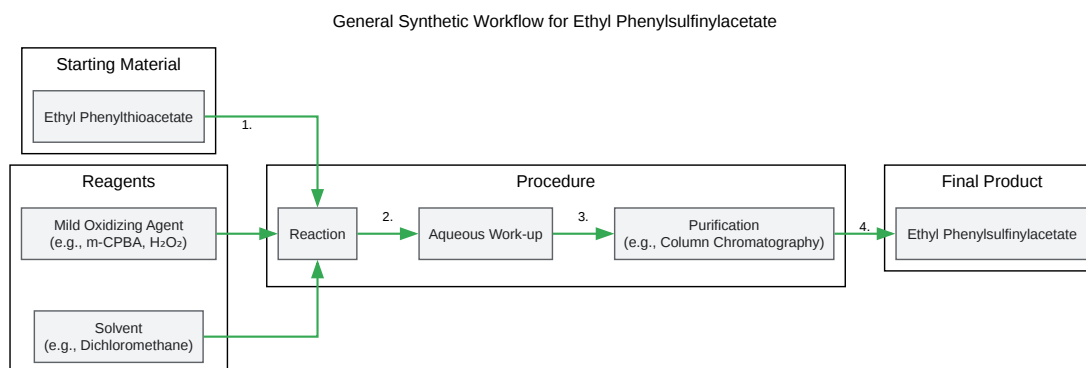 General Synthetic Workflow for Ethyl Phenylsulfinylacetate
Starting Material
Ethyl Phenylthioacetate
1.
Reagents
Mild Oxidizing Agent
(e.g., m-CPBA, H₂O₂)
Solvent
(e.g., Dichloromethane)
Procedure
Reaction
2.
Aqueous Work-up
3.
Purification
(e.g., Column Chromatography)
4.
Final Product
Ethyl Phenylsulfinylacetate